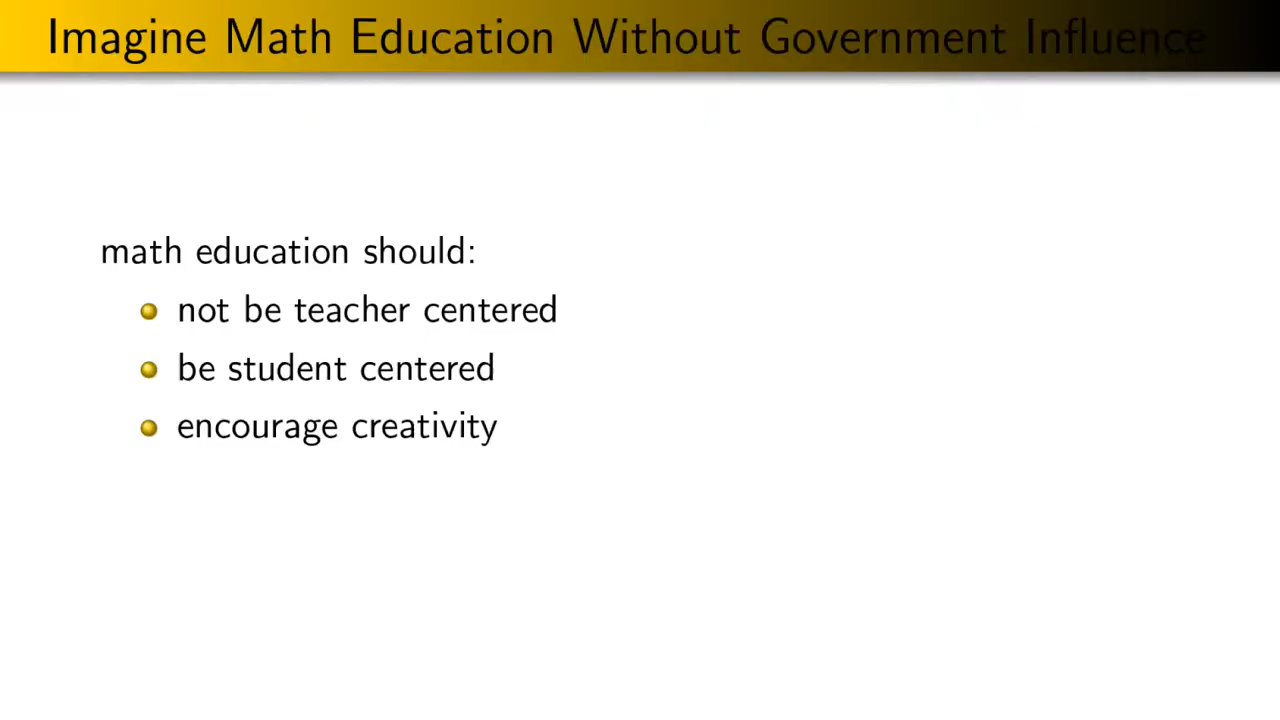 Imagine Math Education Without Government Influence
math education should:
not be teacher centered
be student centered
encourage creativity